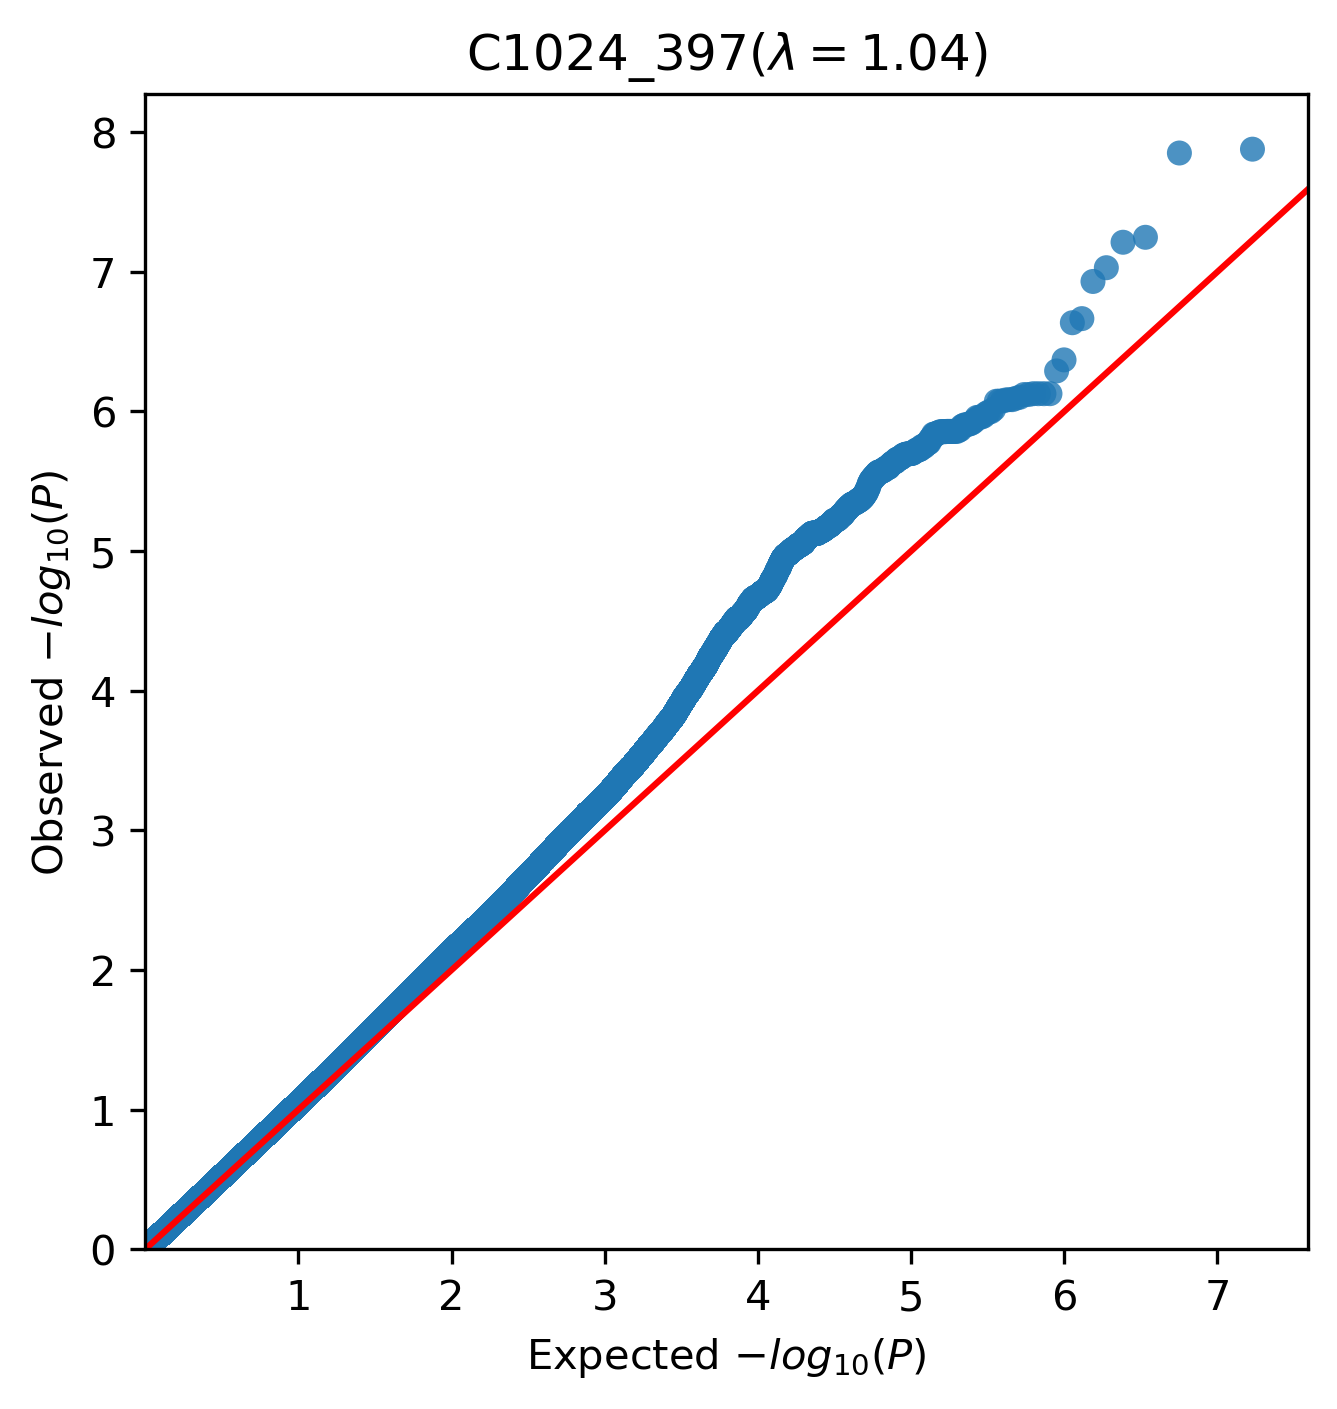 C1024_397(λ = 1.04)
8
7
6
5
4
3
2
1
0
Observed −log₁₀(P)
1 2 3 4 5 6 7
Expected −log₁₀(P)